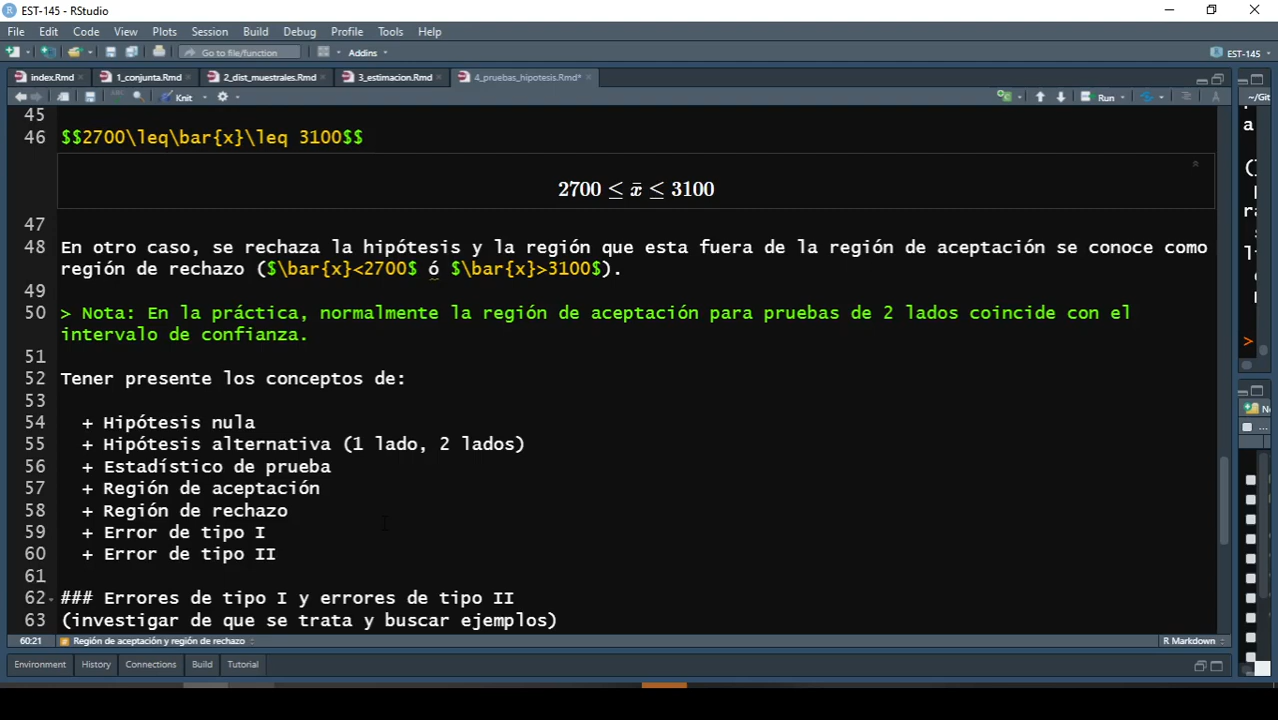 EST-145 - RStudio
File Edit Code View Plots Session Build Debug Profile Tools Help
Go to file/function Addins EST-145
index.Rmd 1_conjunta.Rmd 2_dist_muestrales.Rmd 3_estimacion.Rmd 4_pruebas_hipotesis.Rmd*
Knit Run ~/Git
45
46 $$2700\leq\bar{x}\leq 3100$$
2700 ≤ x̄ ≤ 3100
47
48 En otro caso, se rechaza la hipótesis y la región que esta fuera de la región de aceptación se conoce como
región de rechazo ($\bar{x}<2700$ ó $\bar{x}>3100$).
49
50 > Nota: En la práctica, normalmente la región de aceptación para pruebas de 2 lados coincide con el
intervalo de confianza.
51
52 Tener presente los conceptos de:
53
54 + Hipótesis nula
55 + Hipótesis alternativa (1 lado, 2 lados)
56 + Estadístico de prueba
57 + Región de aceptación
58 + Región de rechazo
59 + Error de tipo I
60 + Error de tipo II
61
62 ### Errores de tipo I y errores de tipo II
63 (investigar de que se trata y buscar ejemplos)
60:21 Región de aceptación y región de rechazo R Markdown
Environment History Connections Build Tutorial